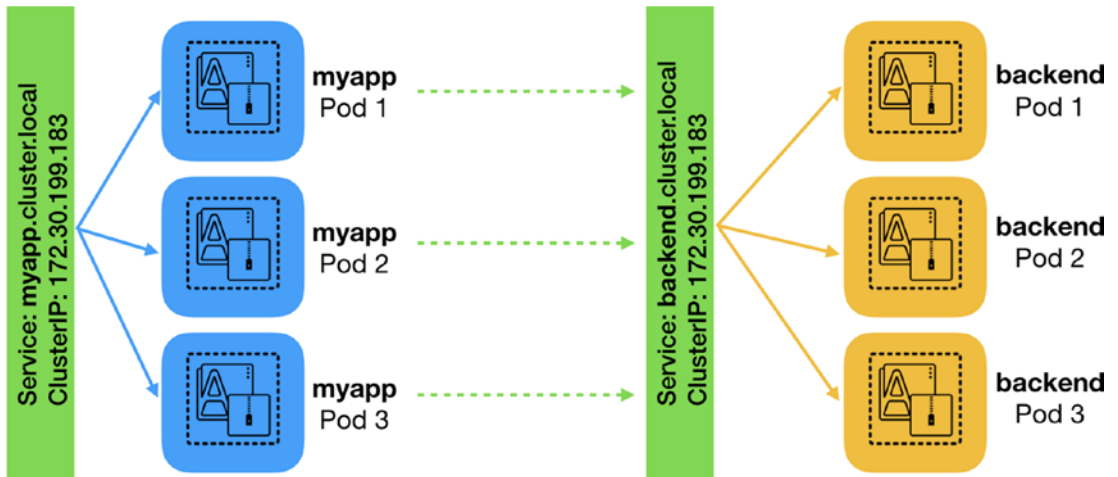 Service: myapp.cluster.local
ClusterIP: 172.30.199.183
myapp
Pod 1
myapp
Pod 2
myapp
Pod 3
Service: backend.cluster.local
ClusterIP: 172.30.199.183
backend
Pod 1
backend
Pod 2
backend
Pod 3